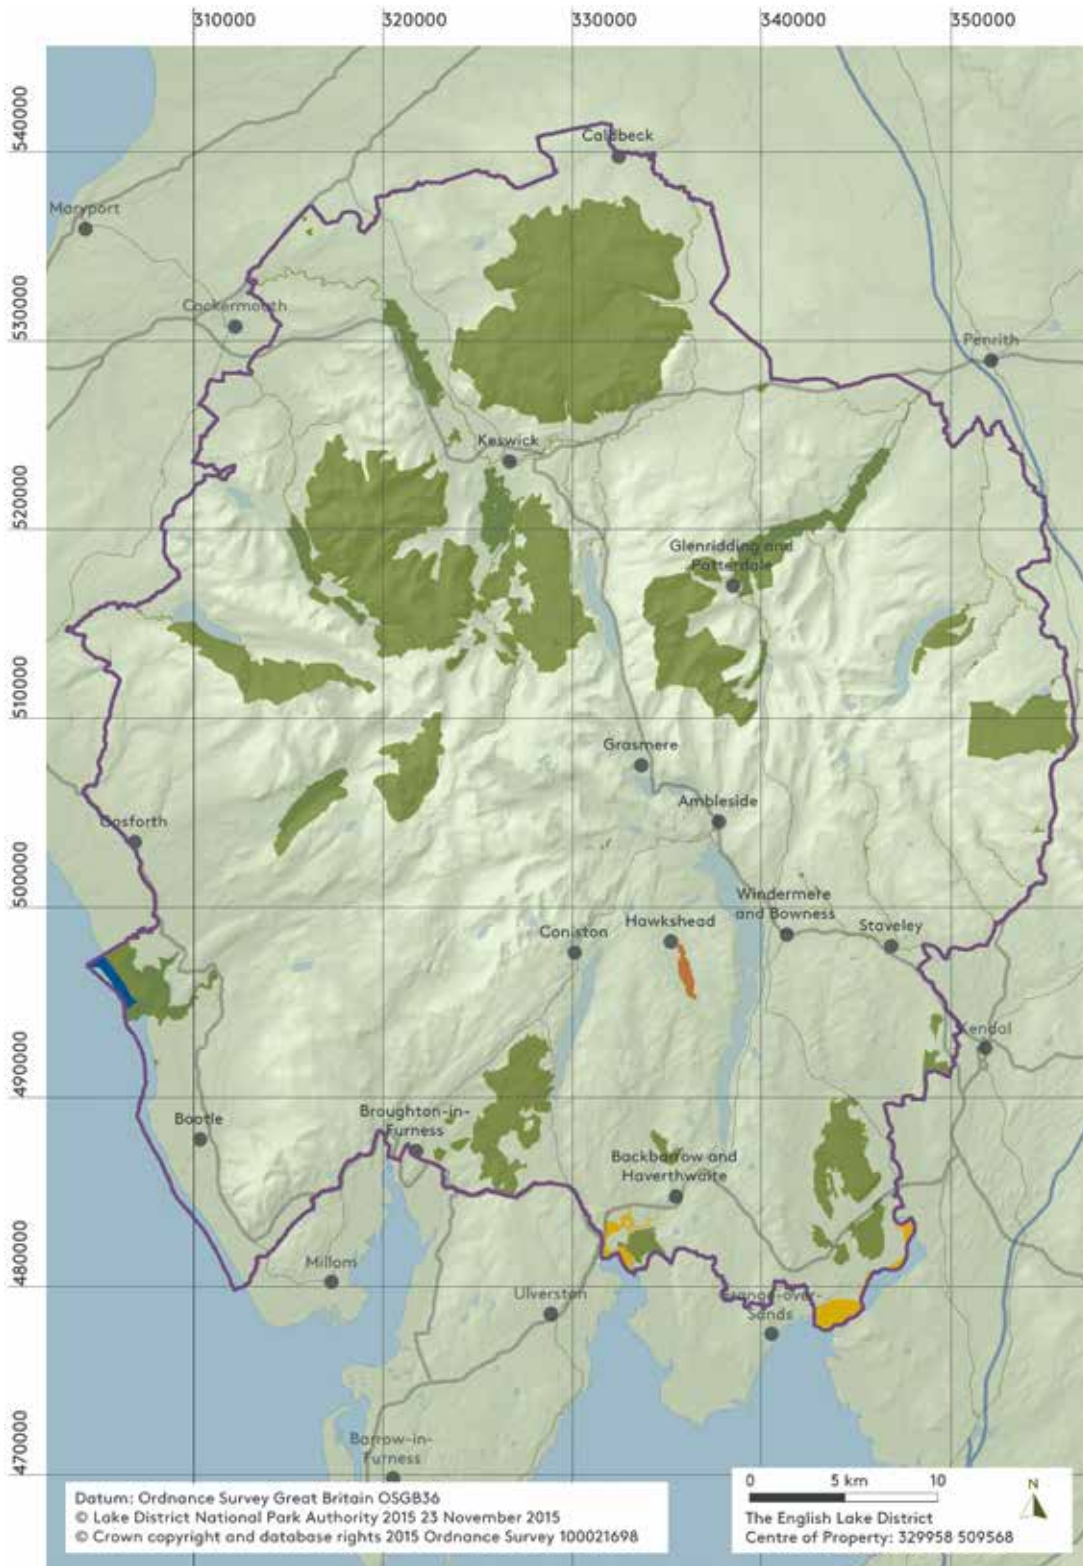 310000
320000
330000
340000
350000
540000
530000
520000
510000
500000
490000
480000
470000
Caldbeck
Maryport
Cockermouth
Penrith
Keswick
Glenridding and
Patterdale
Grasmere
Ambleside
Gosforth
Windermere
and Bowness
Hawkshead
Staveley
Coniston
Kendal
Bootle
Broughton-in-
Furness
Backbarrow and
Haverthwaite
Millom
Ulverston
Grange-over-
Sands
Barrow-in-
Furness
Datum: Ordnance Survey Great Britain OSGB36
© Lake District National Park Authority 2015 23 November 2015
© Crown copyright and database rights 2015 Ordnance Survey 100021698
0 5 km 10
N
The English Lake District
Centre of Property: 329958 509568